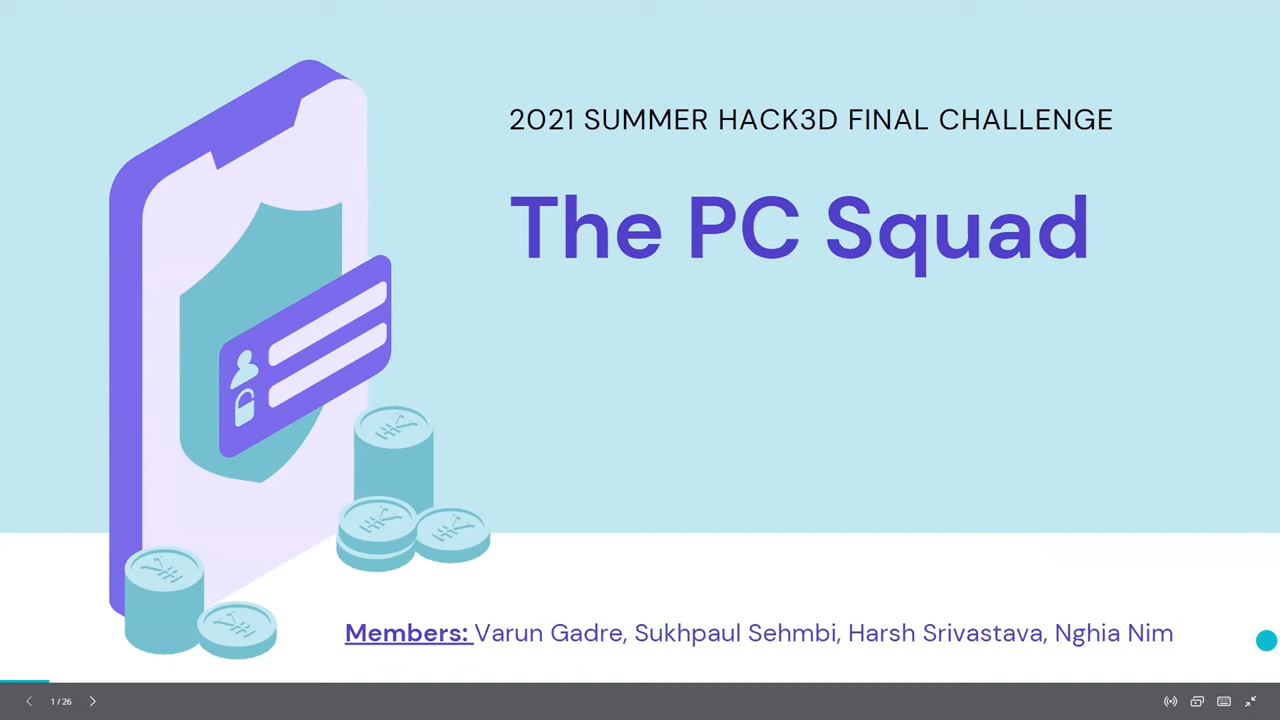 2021 SUMMER HACK3D FINAL CHALLENGE
The PC Squad
Members: Varun Gadre, Sukhpaul Sehmbi, Harsh Srivastava, Nghia Nim
1 / 26